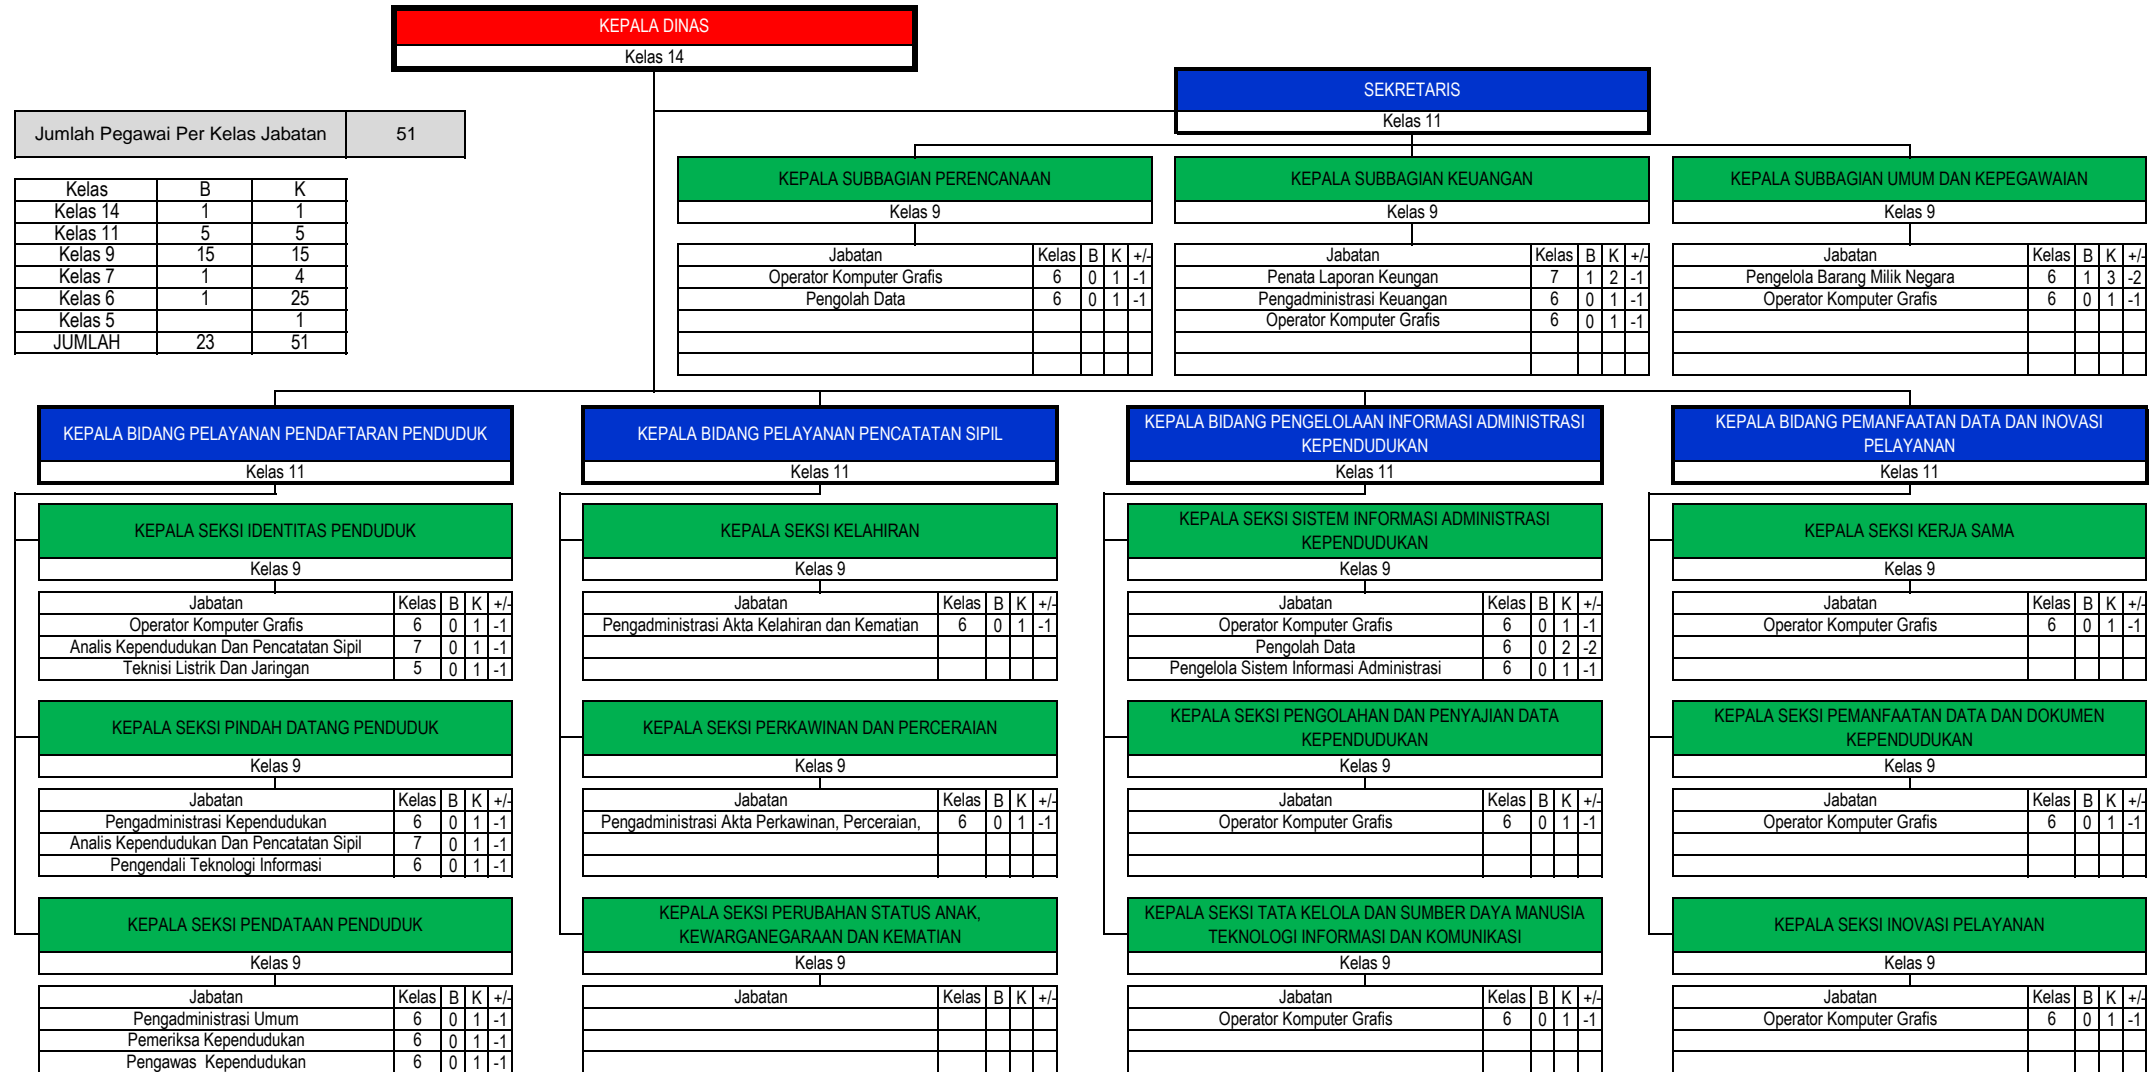 KEPALA DINAS
Kelas 14
SEKRETARIS
Kelas 11
Jumlah Pegawai Per Kelas Jabatan 51
Kelas B K
Kelas 14 1 1
Kelas 11 5 5
Kelas 9 15 15
Kelas 7 1 4
Kelas 6 1 25
Kelas 5 1
JUMLAH 23 51
KEPALA SUBBAGIAN PERENCANAAN
Kelas 9
Jabatan Kelas B K +/-
Operator Komputer Grafis 6 0 1 -1
Pengolah Data 6 0 1 -1
KEPALA SUBBAGIAN KEUANGAN
Kelas 9
Jabatan Kelas B K +/-
Penata Laporan Keungan 7 1 2 -1
Pengadministrasi Keuangan 6 0 1 -1
Operator Komputer Grafis 6 0 1 -1
KEPALA SUBBAGIAN UMUM DAN KEPEGAWAIAN
Kelas 9
Jabatan Kelas B K +/-
Pengelola Barang Milik Negara 6 1 3 -2
Operator Komputer Grafis 6 0 1 -1
KEPALA BIDANG PELAYANAN PENDAFTARAN PENDUDUK
Kelas 11
KEPALA SEKSI IDENTITAS PENDUDUK
Kelas 9
Jabatan Kelas B K +/-
Operator Komputer Grafis 6 0 1 -1
Analis Kependudukan Dan Pencatatan Sipil 7 0 1 -1
Teknisi Listrik Dan Jaringan 5 0 1 -1
KEPALA SEKSI PINDAH DATANG PENDUDUK
Kelas 9
Jabatan Kelas B K +/-
Pengadministrasi Kependudukan 6 0 1 -1
Analis Kependudukan Dan Pencatatan Sipil 7 0 1 -1
Pengendali Teknologi Informasi 6 0 1 -1
KEPALA SEKSI PENDATAAN PENDUDUK
Kelas 9
Jabatan Kelas B K +/-
Pengadministrasi Umum 6 0 1 -1
Pemeriksa Kependudukan 6 0 1 -1
Pengawas Kependudukan 6 0 1 -1
KEPALA BIDANG PELAYANAN PENCATATAN SIPIL
Kelas 11
KEPALA SEKSI KELAHIRAN
Kelas 9
Jabatan Kelas B K +/-
Pengadministrasi Akta Kelahiran dan Kematian 6 0 1 -1
KEPALA SEKSI PERKAWINAN DAN PERCERAIAN
Kelas 9
Jabatan Kelas B K +/-
Pengadministrasi Akta Perkawinan, Perceraian, 6 0 1 -1
KEPALA SEKSI PERUBAHAN STATUS ANAK,
KEWARGANEGARAAN DAN KEMATIAN
Kelas 9
Jabatan Kelas B K +/-
KEPALA BIDANG PENGELOLAAN INFORMASI ADMINISTRASI
KEPENDUDUKAN
Kelas 11
KEPALA SEKSI SISTEM INFORMASI ADMINISTRASI
KEPENDUDUKAN
Kelas 9
Jabatan Kelas B K +/-
Operator Komputer Grafis 6 0 1 -1
Pengolah Data 6 0 2 -2
Pengelola Sistem Informasi Administrasi 6 0 1 -1
KEPALA SEKSI PENGOLAHAN DAN PENYAJIAN DATA
KEPENDUDUKAN
Kelas 9
Jabatan Kelas B K +/-
Operator Komputer Grafis 6 0 1 -1
KEPALA SEKSI TATA KELOLA DAN SUMBER DAYA MANUSIA
TEKNOLOGI INFORMASI DAN KOMUNIKASI
Kelas 9
Jabatan Kelas B K +/-
Operator Komputer Grafis 6 0 1 -1
KEPALA BIDANG PEMANFAATAN DATA DAN INOVASI
PELAYANAN
Kelas 11
KEPALA SEKSI KERJA SAMA
Kelas 9
Jabatan Kelas B K +/-
Operator Komputer Grafis 6 0 1 -1
KEPALA SEKSI PEMANFAATAN DATA DAN DOKUMEN
KEPENDUDUKAN
Kelas 9
Jabatan Kelas B K +/-
Operator Komputer Grafis 6 0 1 -1
KEPALA SEKSI INOVASI PELAYANAN
Kelas 9
Jabatan Kelas B K +/-
Operator Komputer Grafis 6 0 1 -1